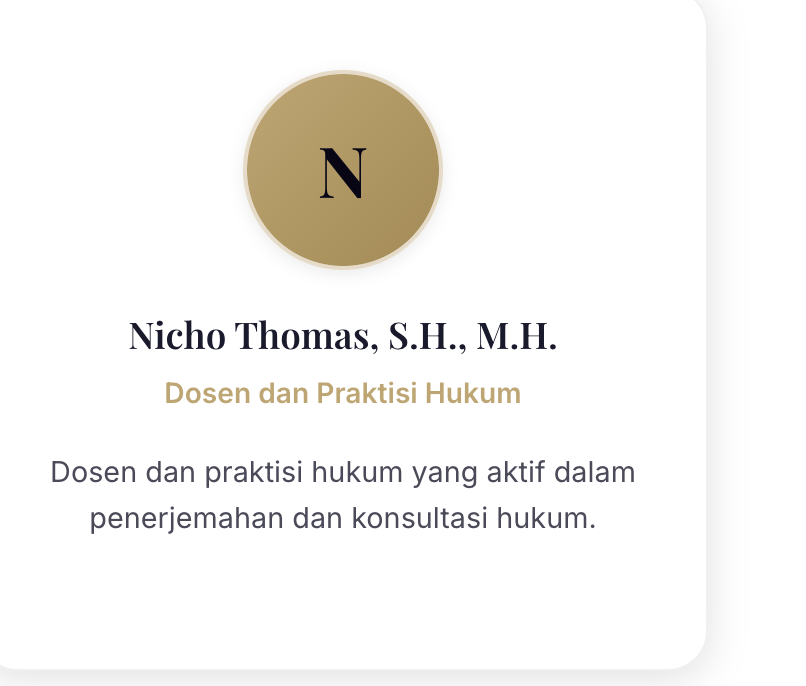 N
Nicho Thomas, S.H., M.H.
Dosen dan Praktisi Hukum
Dosen dan praktisi hukum yang aktif dalam
penerjemahan dan konsultasi hukum.